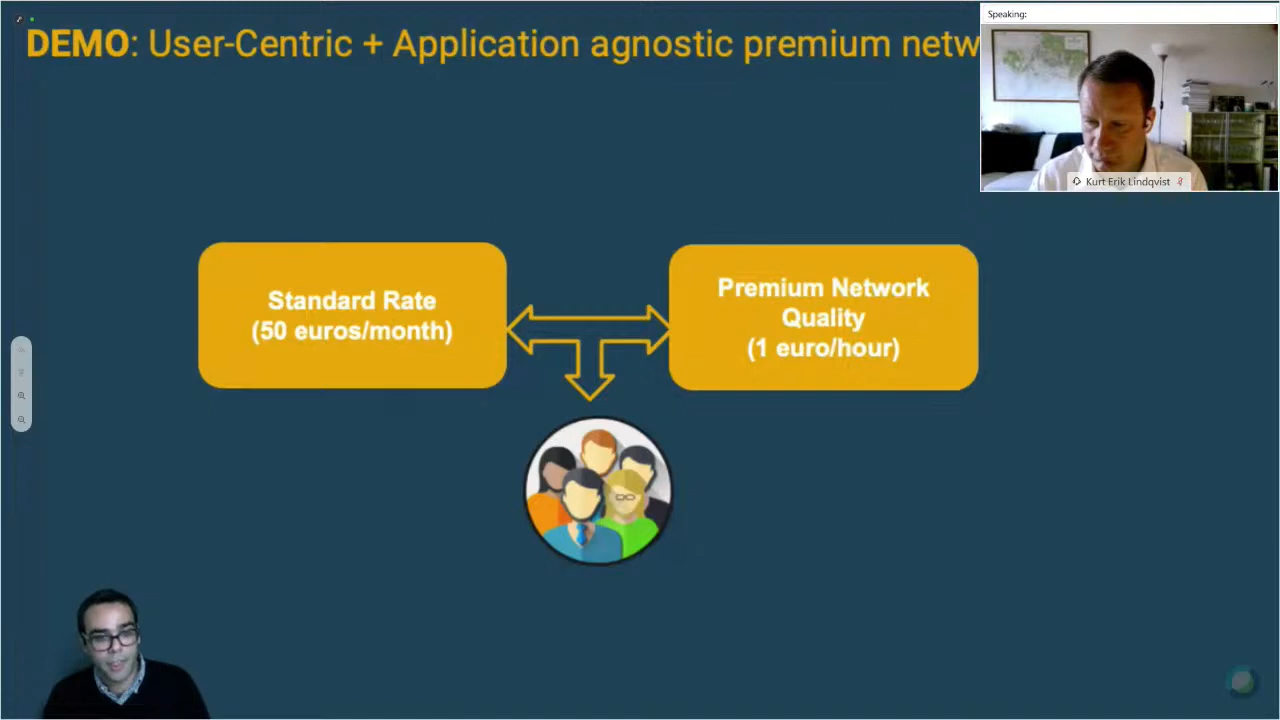 DEMO: User-Centric + Application agnostic premium netw
Speaking:
Kurt Erik Lindqvist
Standard Rate
(50 euros/month)
Premium Network
Quality
(1 euro/hour)